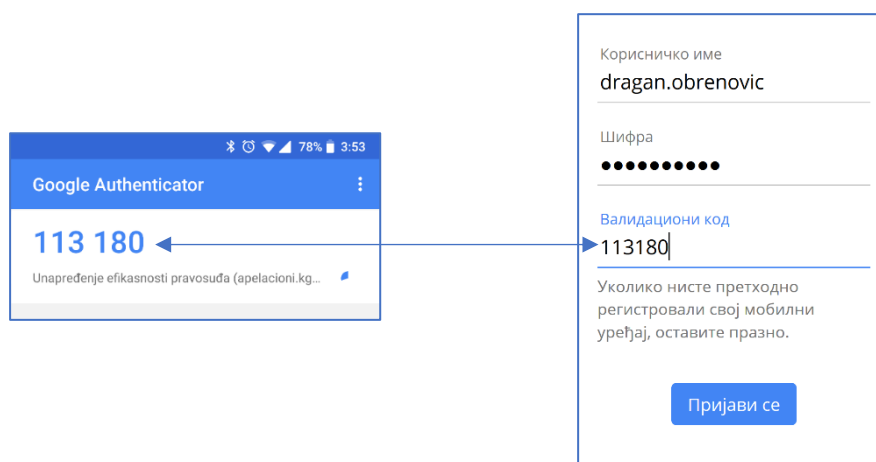 78% 3:53
Google Authenticator
113 180
Unapređenje efikasnosti pravosuđa (apelacioni.kg...
Корисничко име
dragan.obrenovic
Шифра
••••••••••
Валидациони код
113180
Уколико нисте претходно
регистровали свој мобилни
уређај, оставите празно.
Пријави се